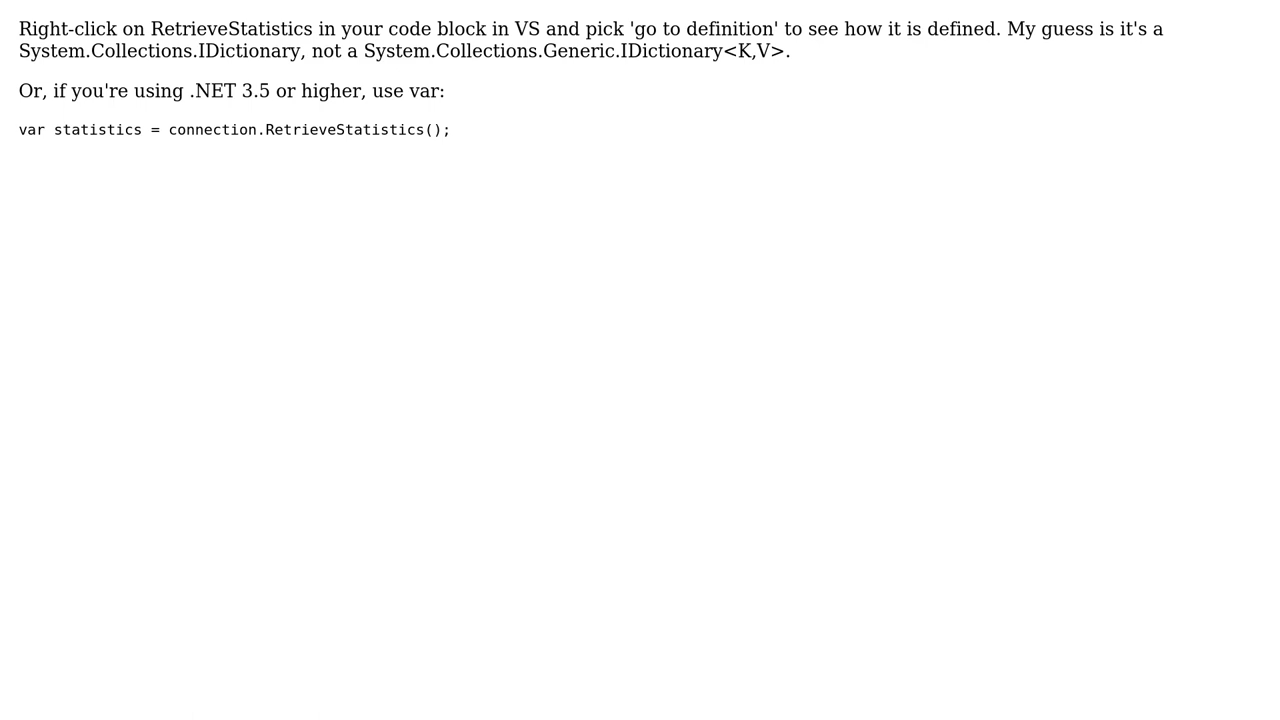 Right-click on RetrieveStatistics in your code block in VS and pick 'go to definition' to see how it is defined. My guess is it's a
System.Collections.IDictionary, not a System.Collections.Generic.IDictionary<K,V>.
Or, if you're using .NET 3.5 or higher, use var:
var statistics = connection.RetrieveStatistics();